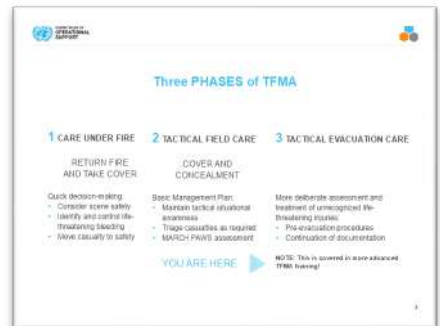 UNITED NATIONS
OPERATIONAL
SUPPORT
Three PHASES of TFMA
1 CARE UNDER FIRE
RETURN FIRE
AND TAKE COVER
Quick decision-making:
• Consider scene safety
• Identify and control life-
threatening bleeding
• Move casualty to safety
2 TACTICAL FIELD CARE
COVER AND
CONCEALMENT
Basic Management Plan:
• Maintain tactical situational
awareness
• Triage casualties as required
• MARCH PAWS assessment
YOU ARE HERE
3 TACTICAL EVACUATION CARE
More deliberate assessment and
treatment of unrecognized life-
threatening injuries:
• Pre-evacuation procedures
• Continuation of documentation
NOTE: This is covered in more advanced
TFMA training!